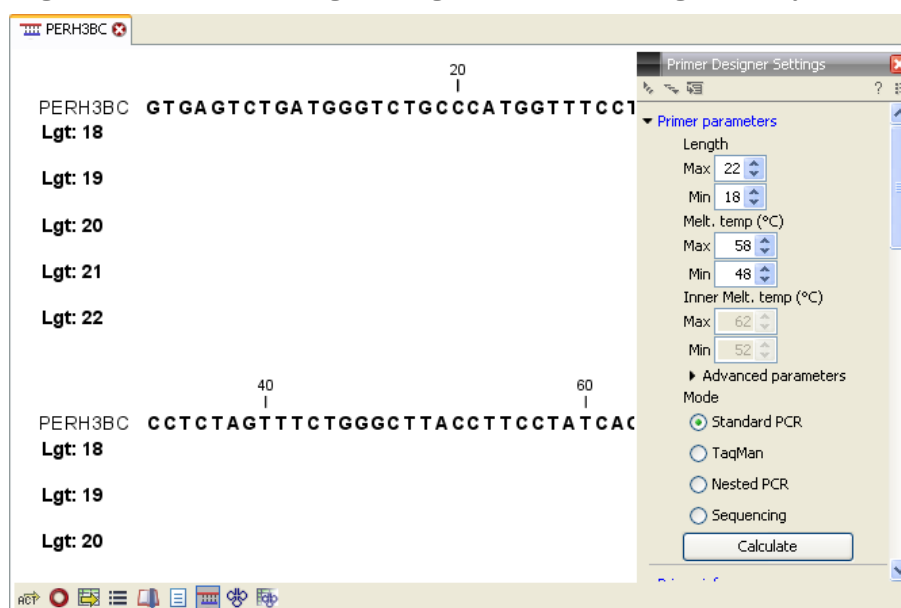 PERH3BC
Primer Designer Settings
?
20
PERH3BC GTGAGTCTGATGGGTCTGCCCATGGTTTCCT
Lgt: 18
Lgt: 19
Lgt: 20
Lgt: 21
Lgt: 22
40 60
PERH3BC CCTCTAGTTTCTGGGCTTACCTTCCTATCAC
Lgt: 18
Lgt: 19
Lgt: 20
Primer parameters
Length
Max 22
Min 18
Melt. temp (°C)
Max 58
Min 48
Inner Melt. temp (°C)
Max 62
Min 52
Advanced parameters
Mode
Standard PCR
TaqMan
Nested PCR
Sequencing
Calculate
ACT